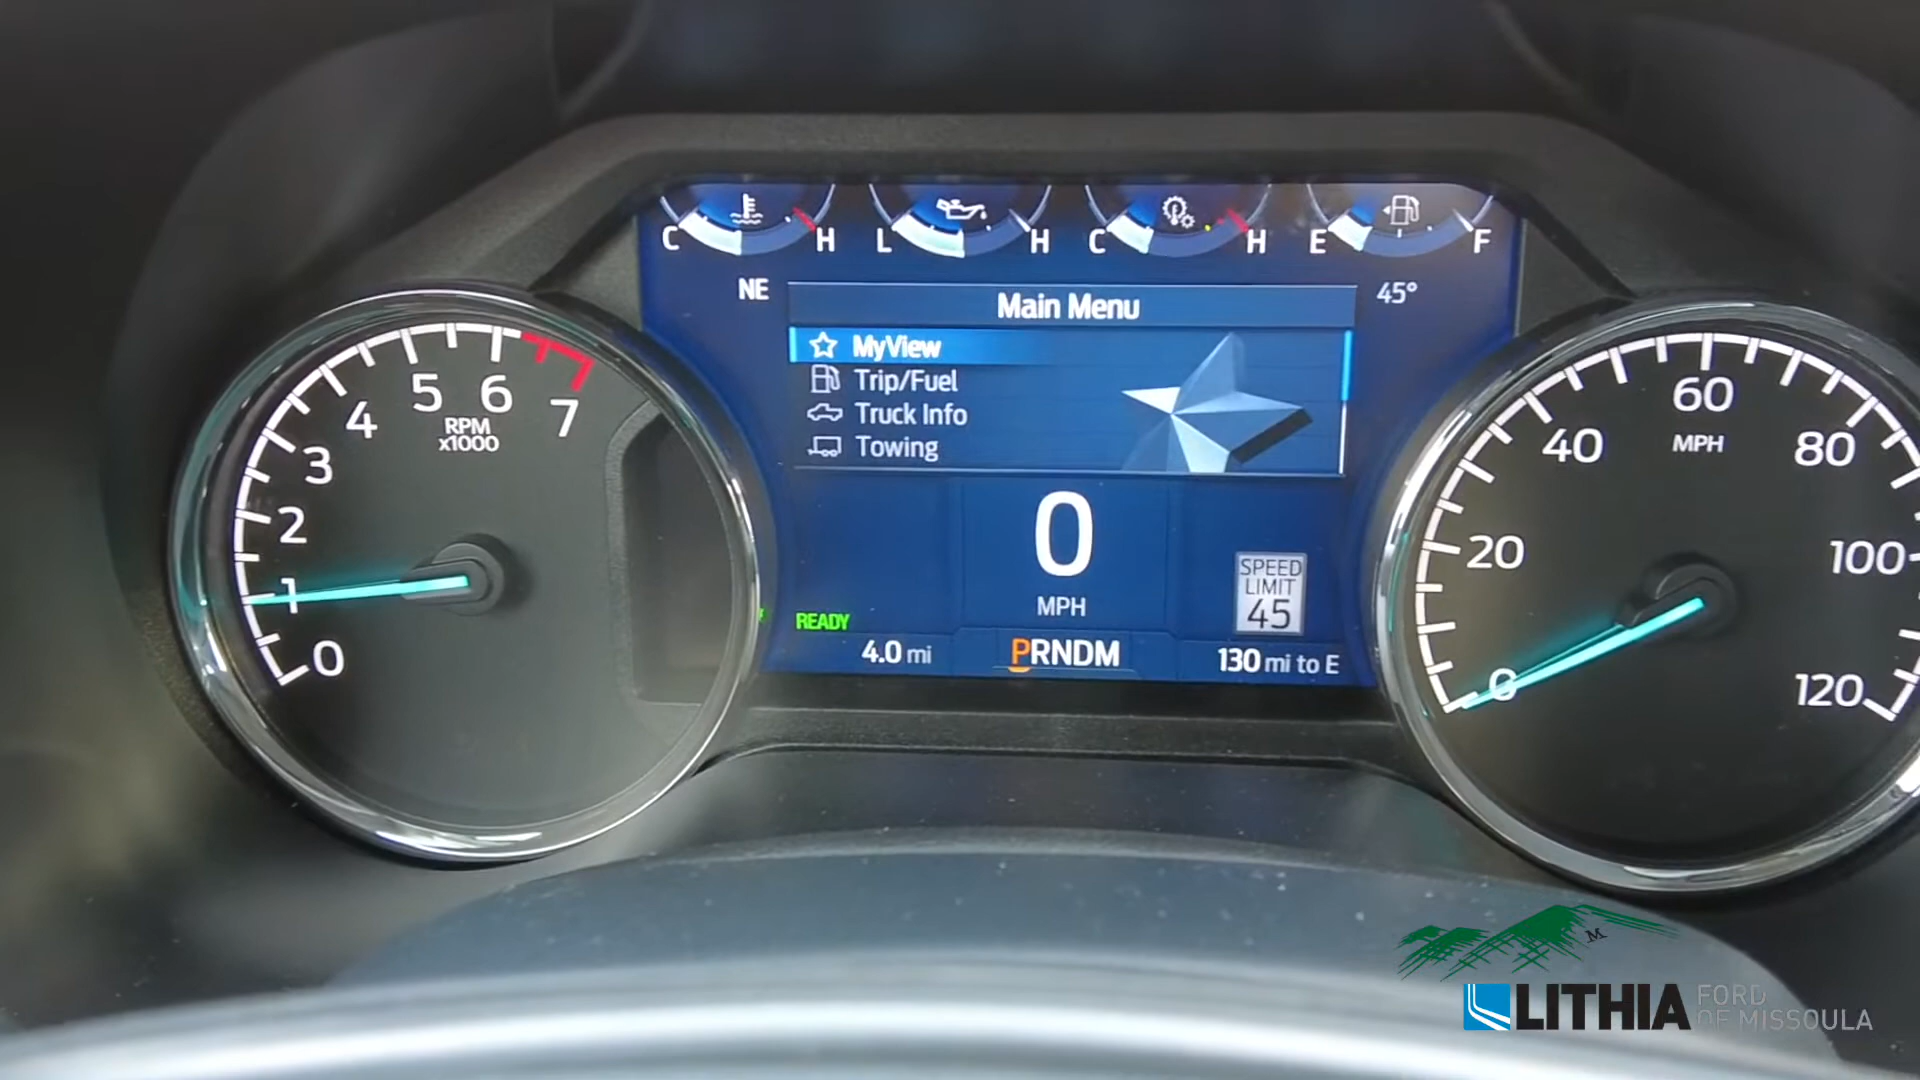 C H L H C H E F
NE
45°
Main Menu
MyView
Trip/Fuel
Truck Info
Towing
0
MPH
SPEED
LIMIT
45
READY
4.0 mi
PRNDM
130 mi to E
0
1
2
3
4
5
6
7
RPM
x1000
0
20
40
60
80
100
120
MPH
M
LITHIA
FORD
OF MISSOULA